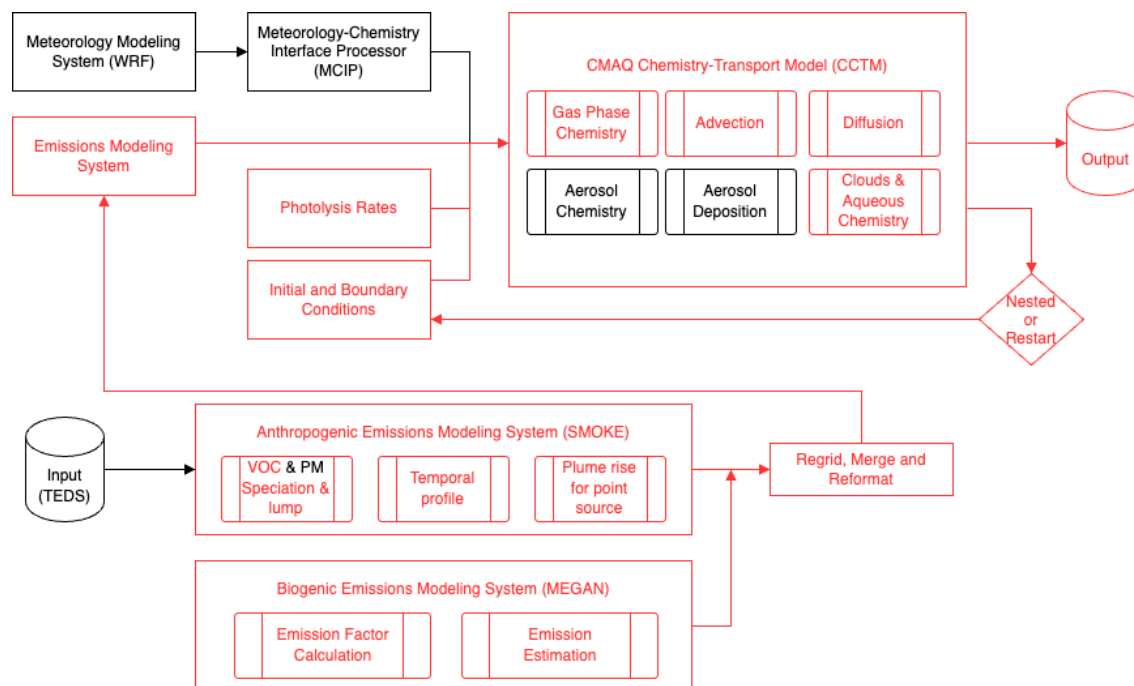 Meteorology Modeling
System (WRF)
Meteorology-Chemistry
Interface Processor
(MCIP)
CMAQ Chemistry-Transport Model (CCTM)
Gas Phase
Chemistry
Advection
Diffusion
Emissions Modeling
System
Output
Aerosol
Chemistry
Aerosol
Deposition
Clouds &
Aqueous
Chemistry
Photolysis Rates
Initial and Boundary
Conditions
Nested
or
Restart
Anthropogenic Emissions Modeling System (SMOKE)
Input
(TEDS)
VOC & PM
Speciation &
lump
Temporal
profile
Plume rise for
point
source
Regrid, Merge and
Reformat
Biogenic Emissions Modeling System (MEGAN)
Emission Factor
Calculation
Emission
Estimation